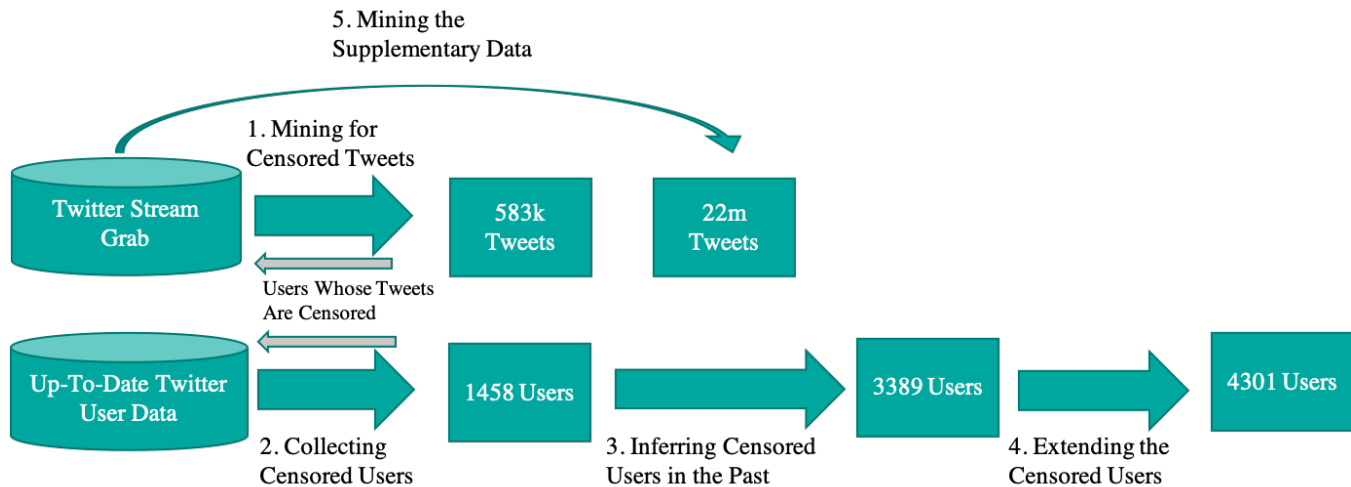 5. Mining the
Supplementary Data
1. Mining for
Censored Tweets
Twitter Stream
Grab
583k
Tweets
22m
Tweets
Users Whose Tweets
Are Censored
Up-To-Date Twitter
User Data
1458 Users
3389 Users
4301 Users
2. Collecting
Censored Users
3. Inferring Censored
Users in the Past
4. Extending the
Censored Users